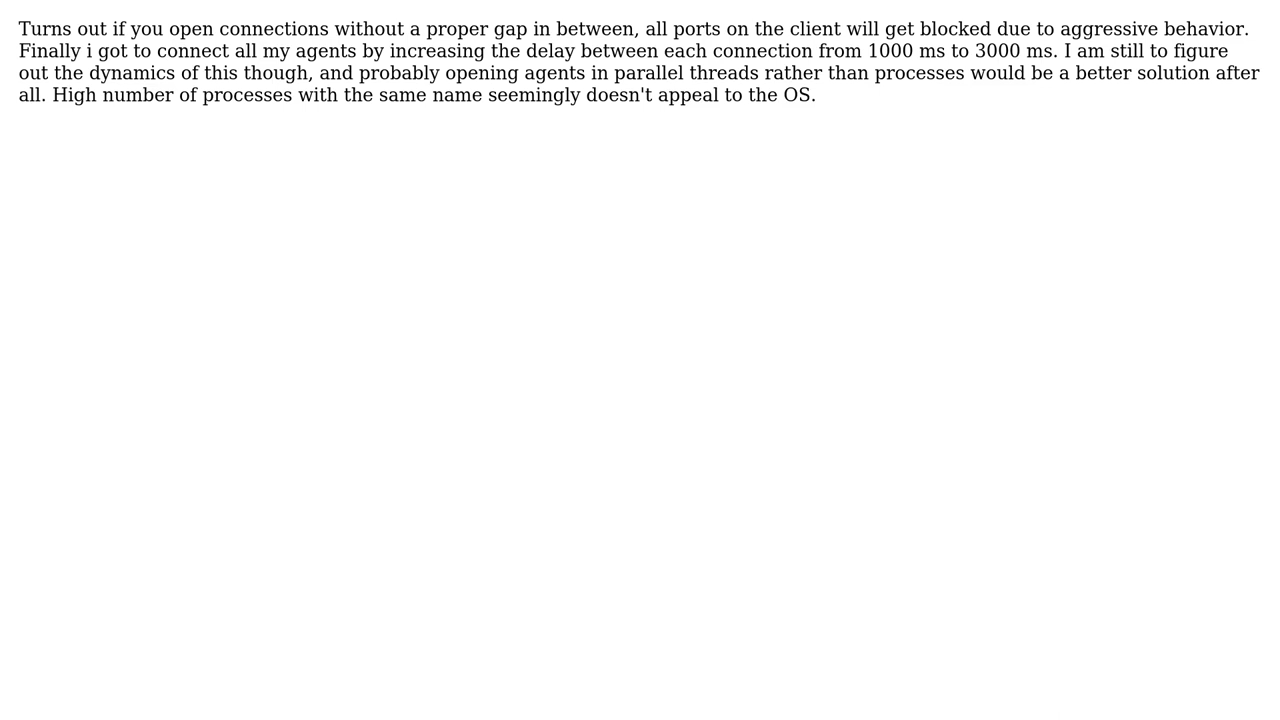 Turns out if you open connections without a proper gap in between, all ports on the client will get blocked due to aggressive behavior.
Finally i got to connect all my agents by increasing the delay between each connection from 1000 ms to 3000 ms. I am still to figure
out the dynamics of this though, and probably opening agents in parallel threads rather than processes would be a better solution after
all. High number of processes with the same name seemingly doesn't appeal to the OS.